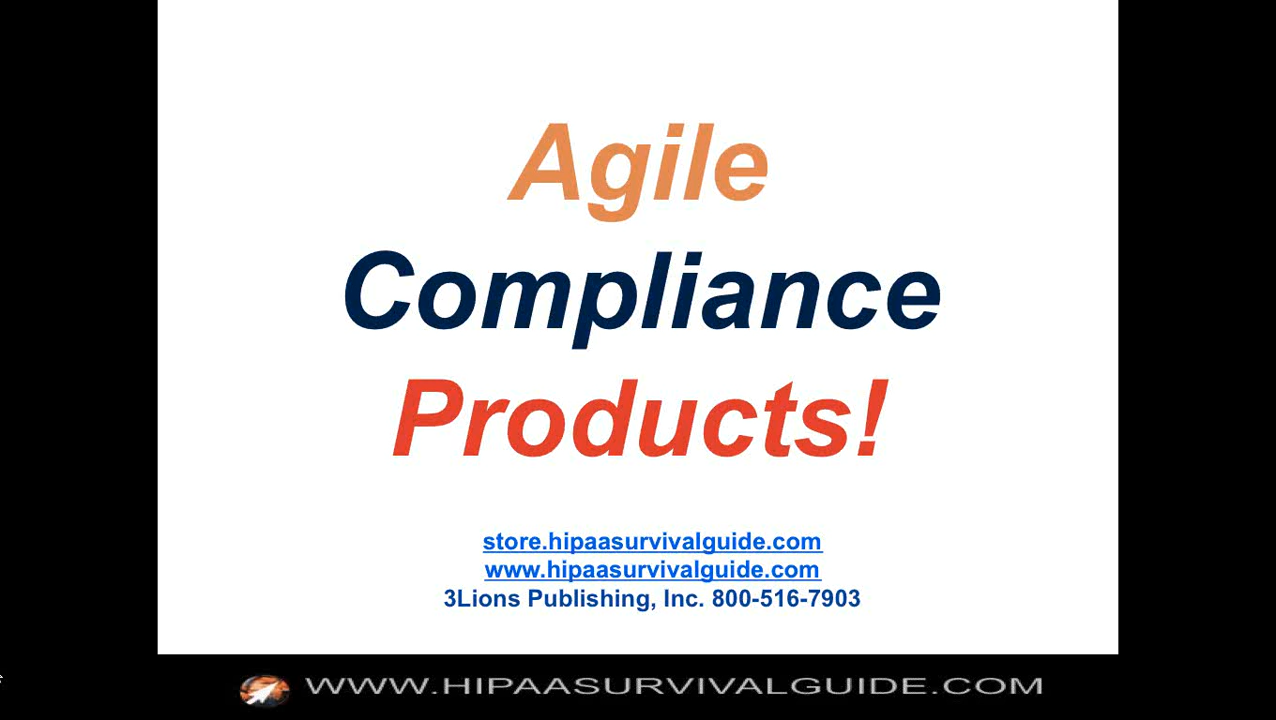 Agile
Compliance
Products!
store.hipaasurvivalguide.com
www.hipaasurvivalguide.com
3Lions Publishing, Inc. 800-516-7903
WWW.HIPAASURVIVALGUIDE.COM